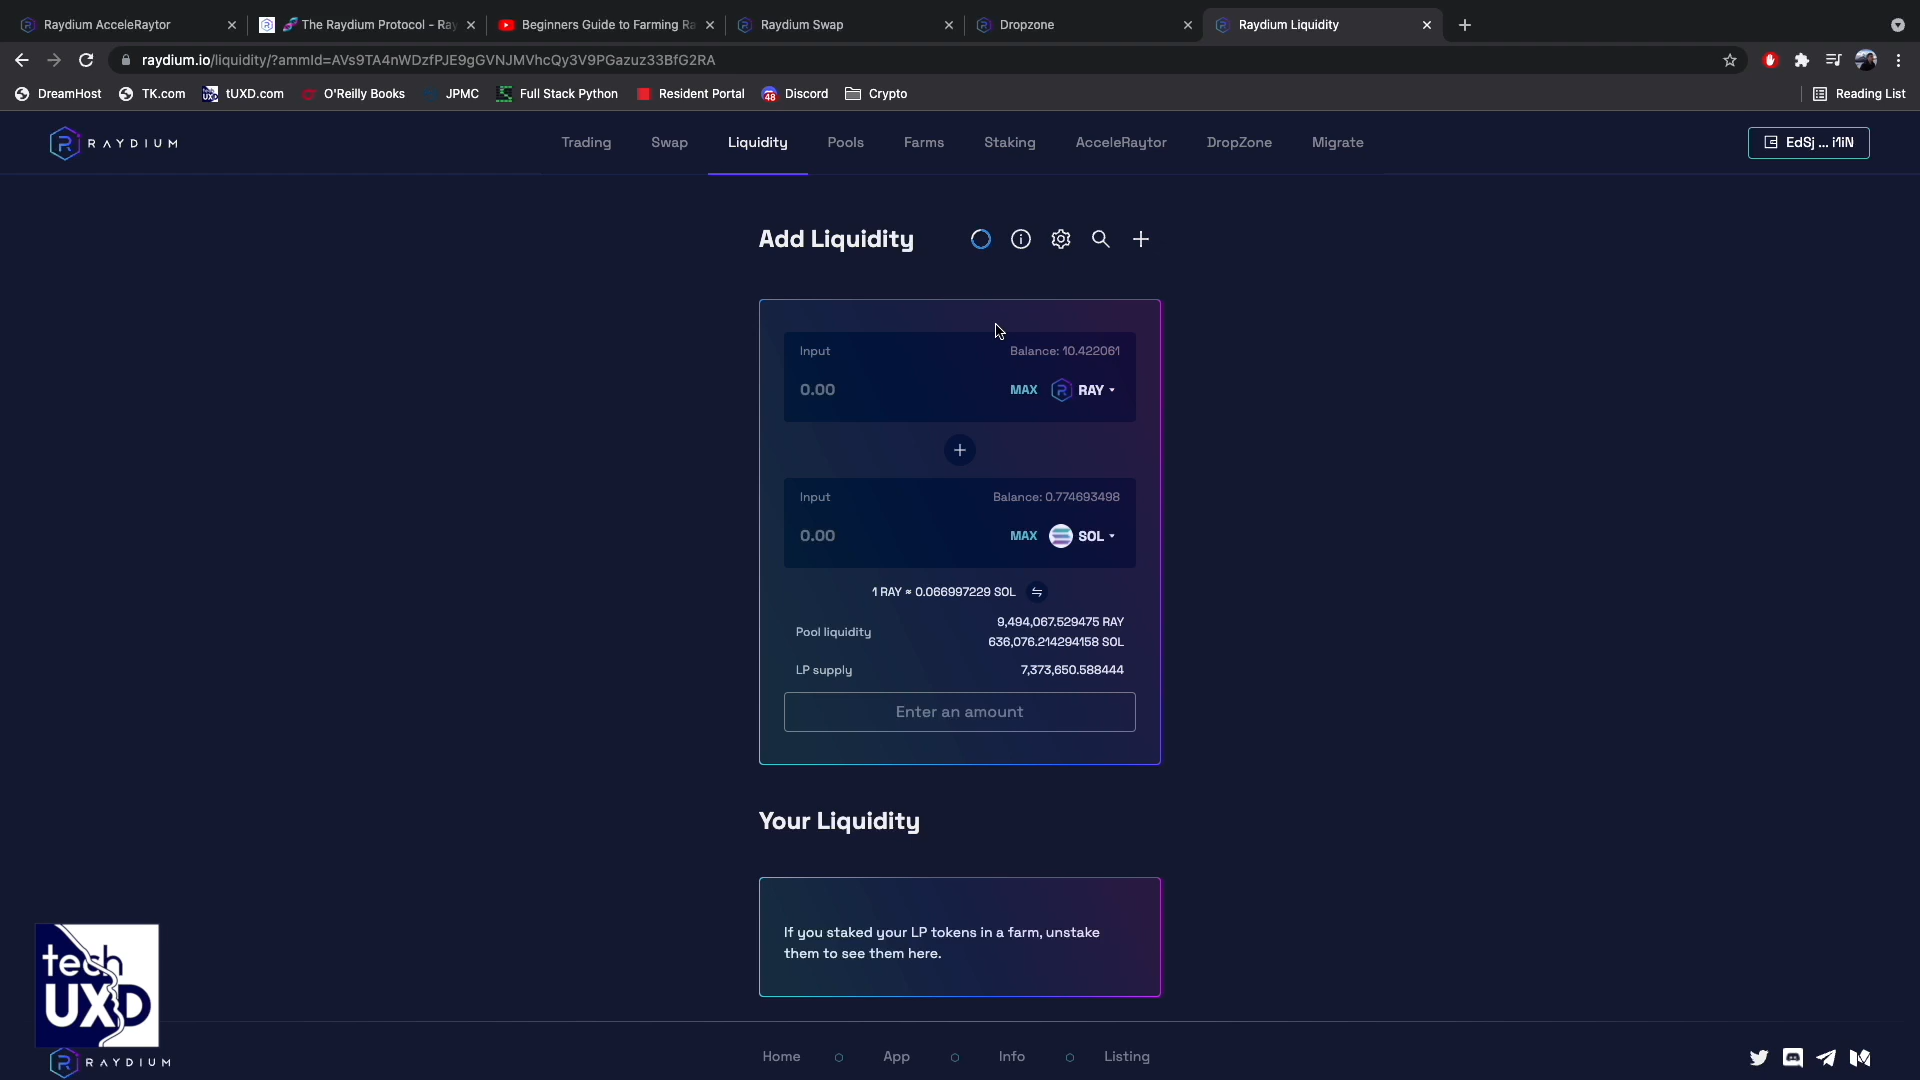 Raydium AcceleRaytor
The Raydium Protocol - Ray
Beginners Guide to Farming Ra
Raydium Swap
Dropzone
Raydium Liquidity
raydium.io/liquidity/?ammId=AVs9TA4nWDzfPJE9gGVNJMVhcQy3V9PGazuz33BfG2RA
DreamHost
TK.com
tUXD.com
O'Reilly Books
JPMC
Full Stack Python
Resident Portal
48
Discord
Crypto
Reading List
RAYDIUM
Trading
Swap
Liquidity
Pools
Farms
Staking
AcceleRaytor
DropZone
Migrate
EdSj ... i1iN
Add Liquidity
Input
Balance: 10.422061
0.00
MAX
RAY
+
Input
Balance: 0.774693498
0.00
MAX
SOL
1 RAY ≈ 0.066997229 SOL
Pool liquidity
9,494,067.529475 RAY
636,076.214294158 SOL
LP supply
7,373,650.588444
Enter an amount
Your Liquidity
If you staked your LP tokens in a farm, unstake
them to see them here.
tech
UXD
RAYDIUM
Home
App
Info
Listing